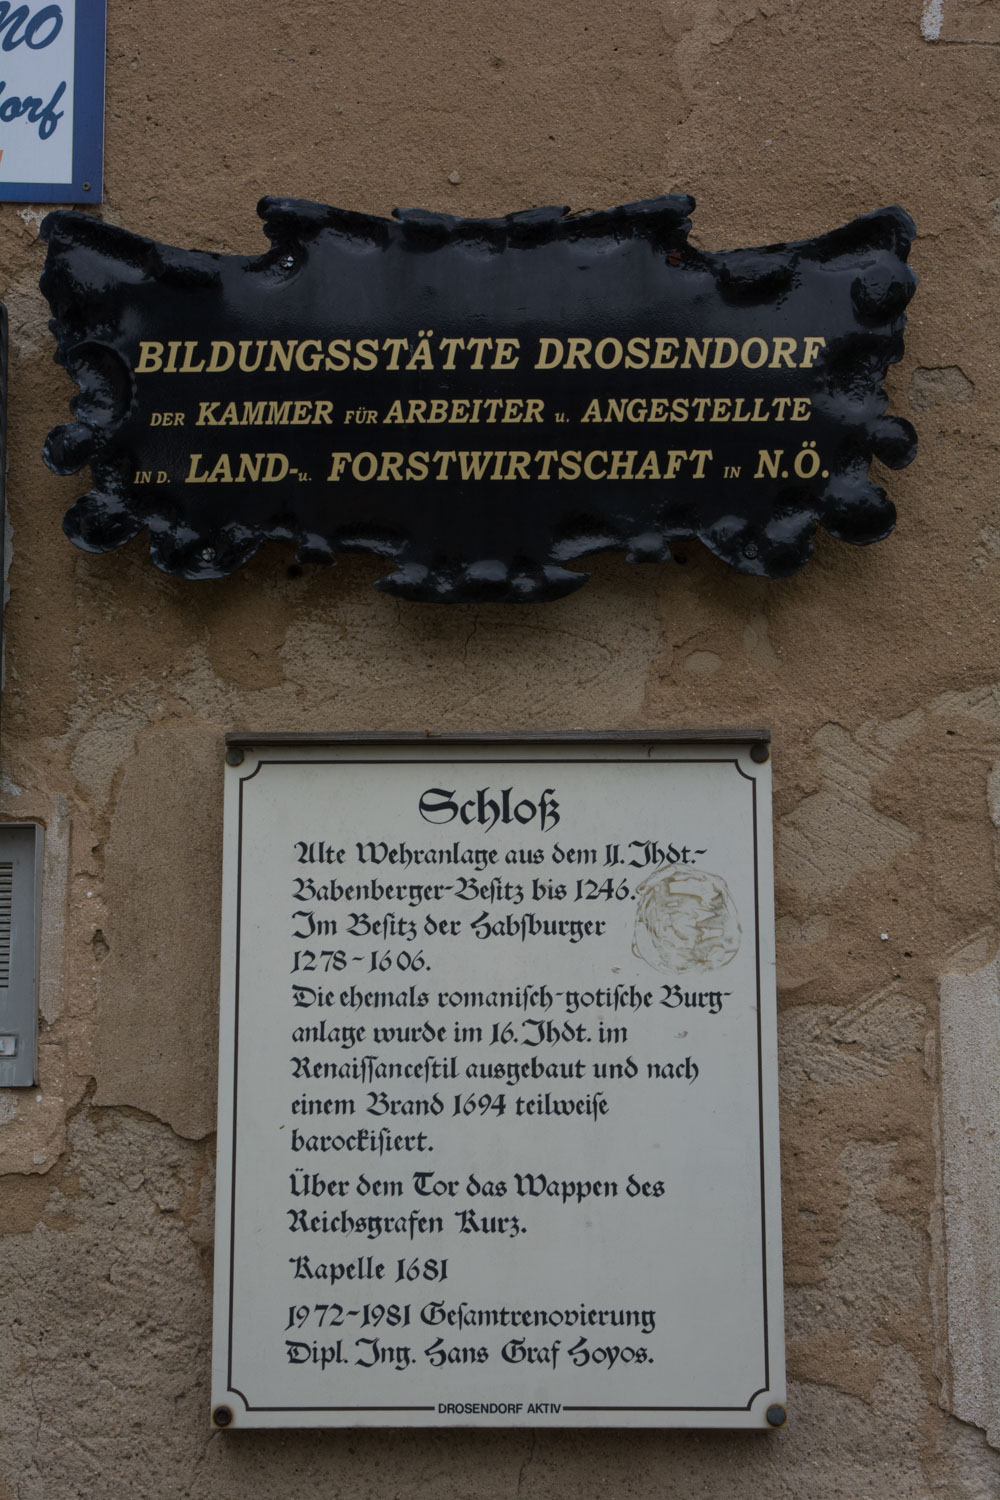 BILDUNGSSTÄTTE DROSENDORF
DER KAMMER FÜR ARBEITER u. ANGESTELLTE
IN D. LAND- u. FORSTWIRTSCHAFT IN N.Ö.
Schloß
Alte Wehranlage aus dem 11. Jhdt.-
Babenberger-Besitz bis 1246.
Im Besitz der Habsburger
1278-1606.
Die ehemals romanisch-gotische Burg-
anlage wurde im 16. Jhdt. im
Renaissancestil ausgebaut und nach
einem Brand 1694 teilweise
barockisiert.
Über dem Tor das Wappen des
Reichsgrafen Kurz.
Kapelle 1681
1972-1981 Gesamtrenovierung
Dipl. Ing. Hans Graf Hoyos.
DROSENDORF AKTIV